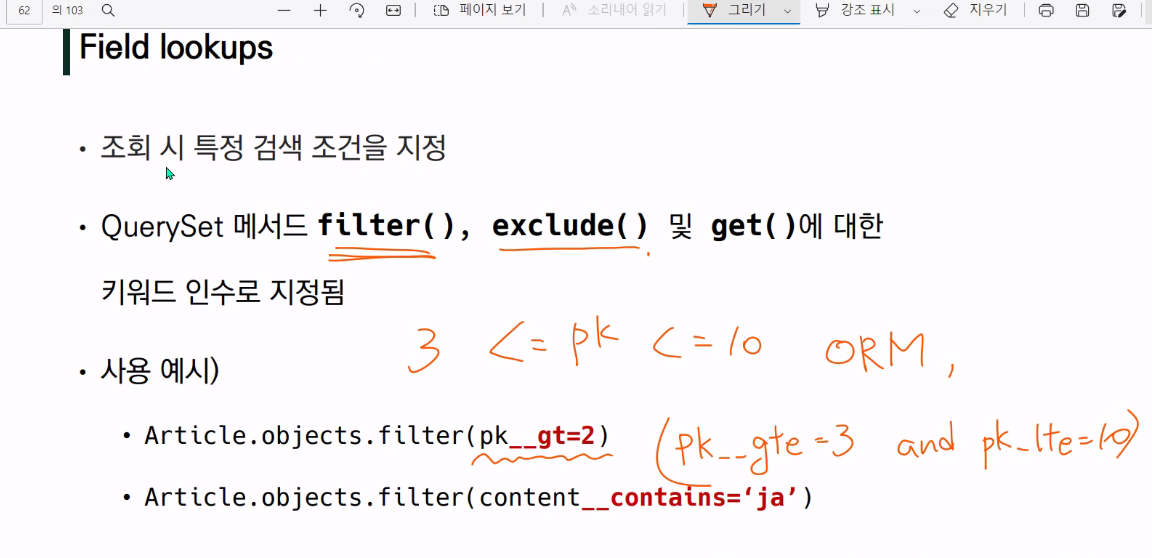 62 의 103 페이지 보기 소리내어 읽기 그리기 강조 표시 지우기
Field lookups
• 조회 시 특정 검색 조건을 지정
• QuerySet 메서드 filter(), exclude() 및 get()에 대한
키워드 인수로 지정됨
3 <= pk <= 10 ORM,
• 사용 예시)
• Article.objects.filter(pk__gt=2) (pk__gte=3 and pk_lte=10)
• Article.objects.filter(content__contains=‘ja’)